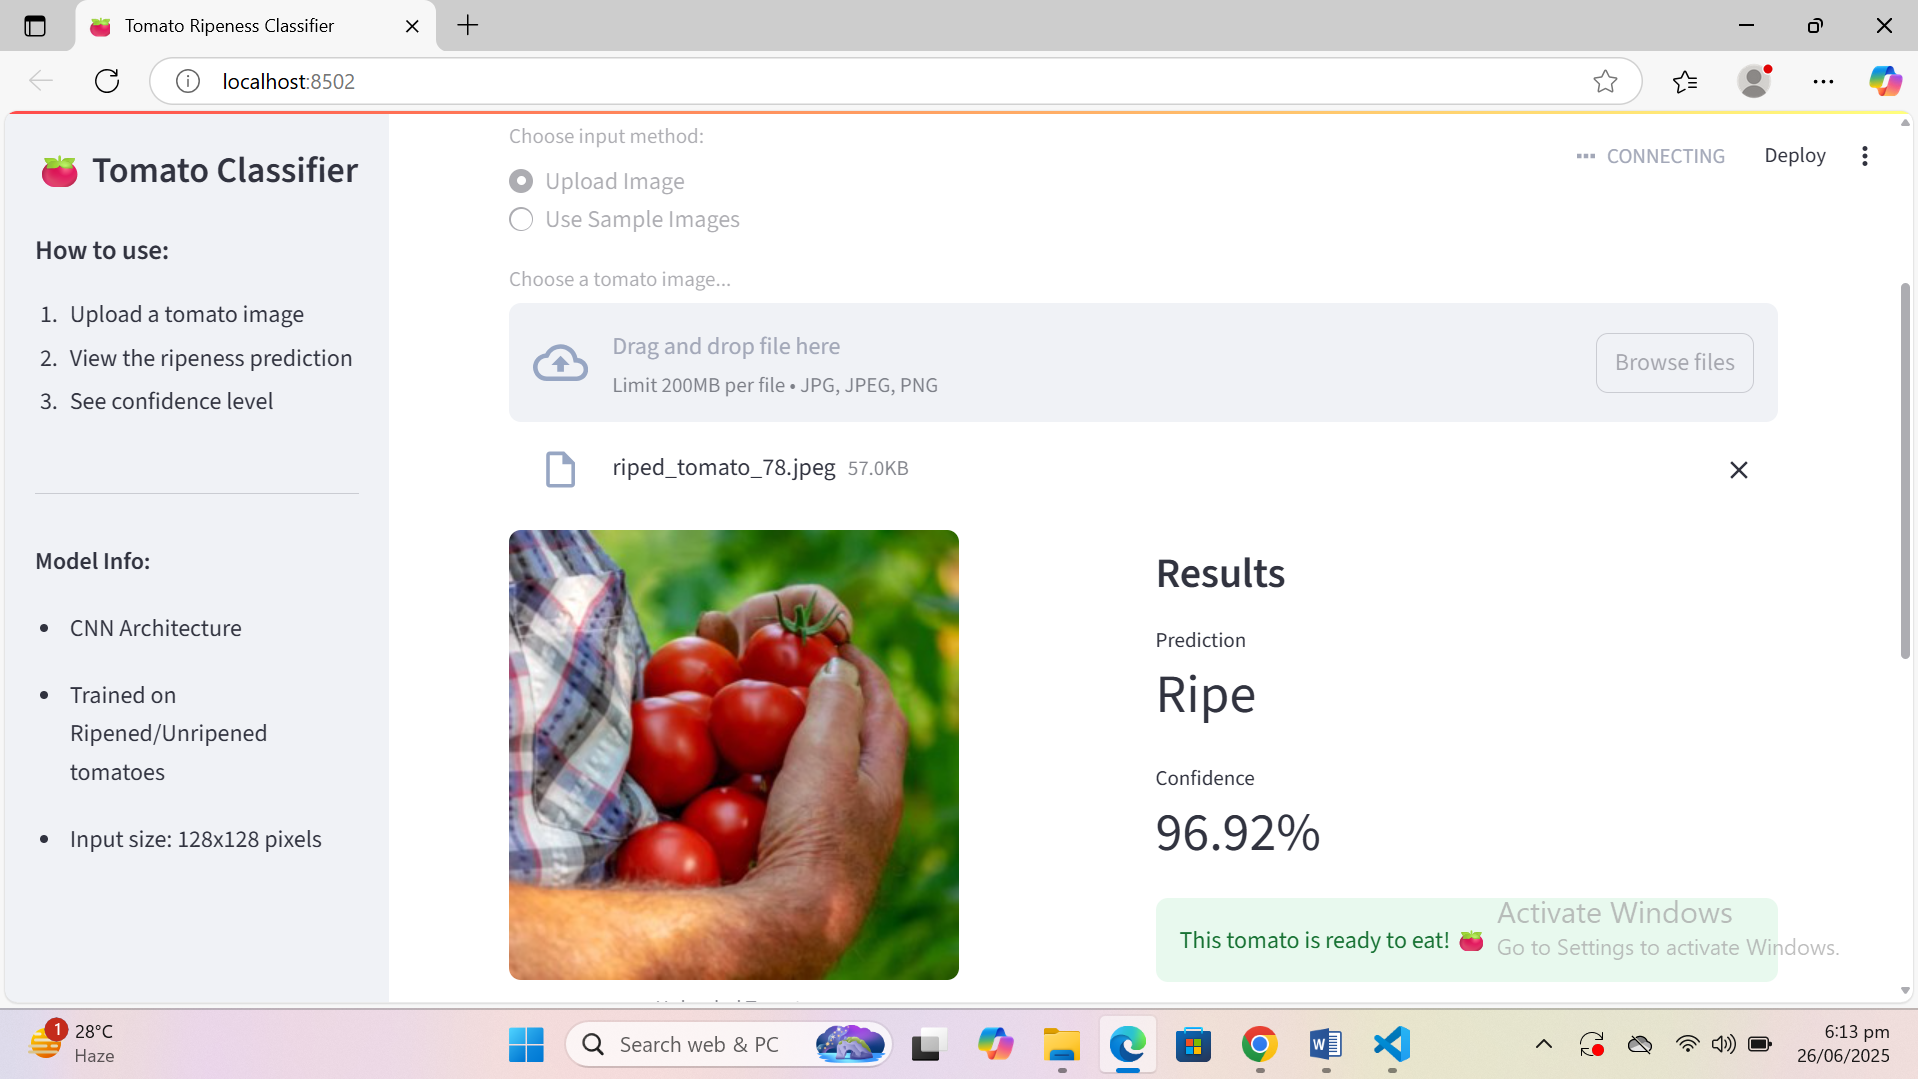 Tomato Ripeness Classifier
localhost:8502
Tomato Classifier
How to use:
1. Upload a tomato image
2. View the ripeness prediction
3. See confidence level
Model Info:
• CNN Architecture
• Trained on
Ripened/Unripened
tomatoes
• Input size: 128x128 pixels
Choose input method:
Upload Image
Use Sample Images
CONNECTING
Deploy
Choose a tomato image...
Drag and drop file here
Limit 200MB per file • JPG, JPEG, PNG
Browse files
riped_tomato_78.jpeg 57.0KB
Results
Prediction
Ripe
Confidence
96.92%
This tomato is ready to eat!
Activate Windows
Go to Settings to activate Windows.
1
28°C
Haze
Search web & PC
6:13 pm
26/06/2025